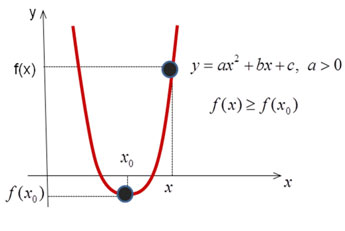 y
f(x)
y = ax² + bx + c, a > 0
f(x) ≥ f(x₀)
x₀
x
x
f(x₀)